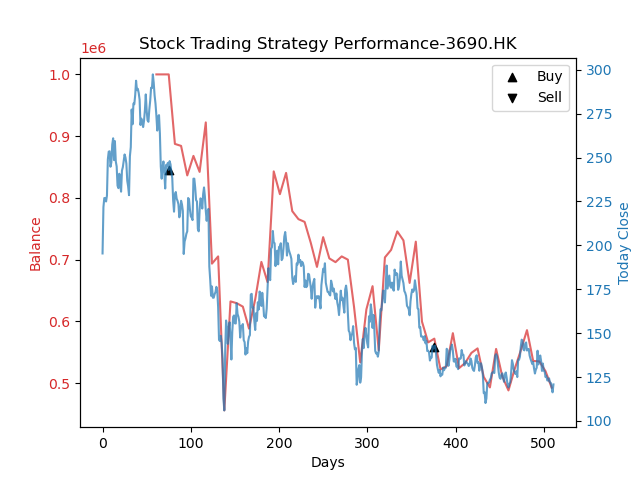 Stock Trading Strategy Performance-3690.HK
1e6
1.0
0.9
0.8
0.7
0.6
0.5
Balance
300
275
250
225
200
175
150
125
100
Today Close
Buy
Sell
0 100 200 300 400 500
Days